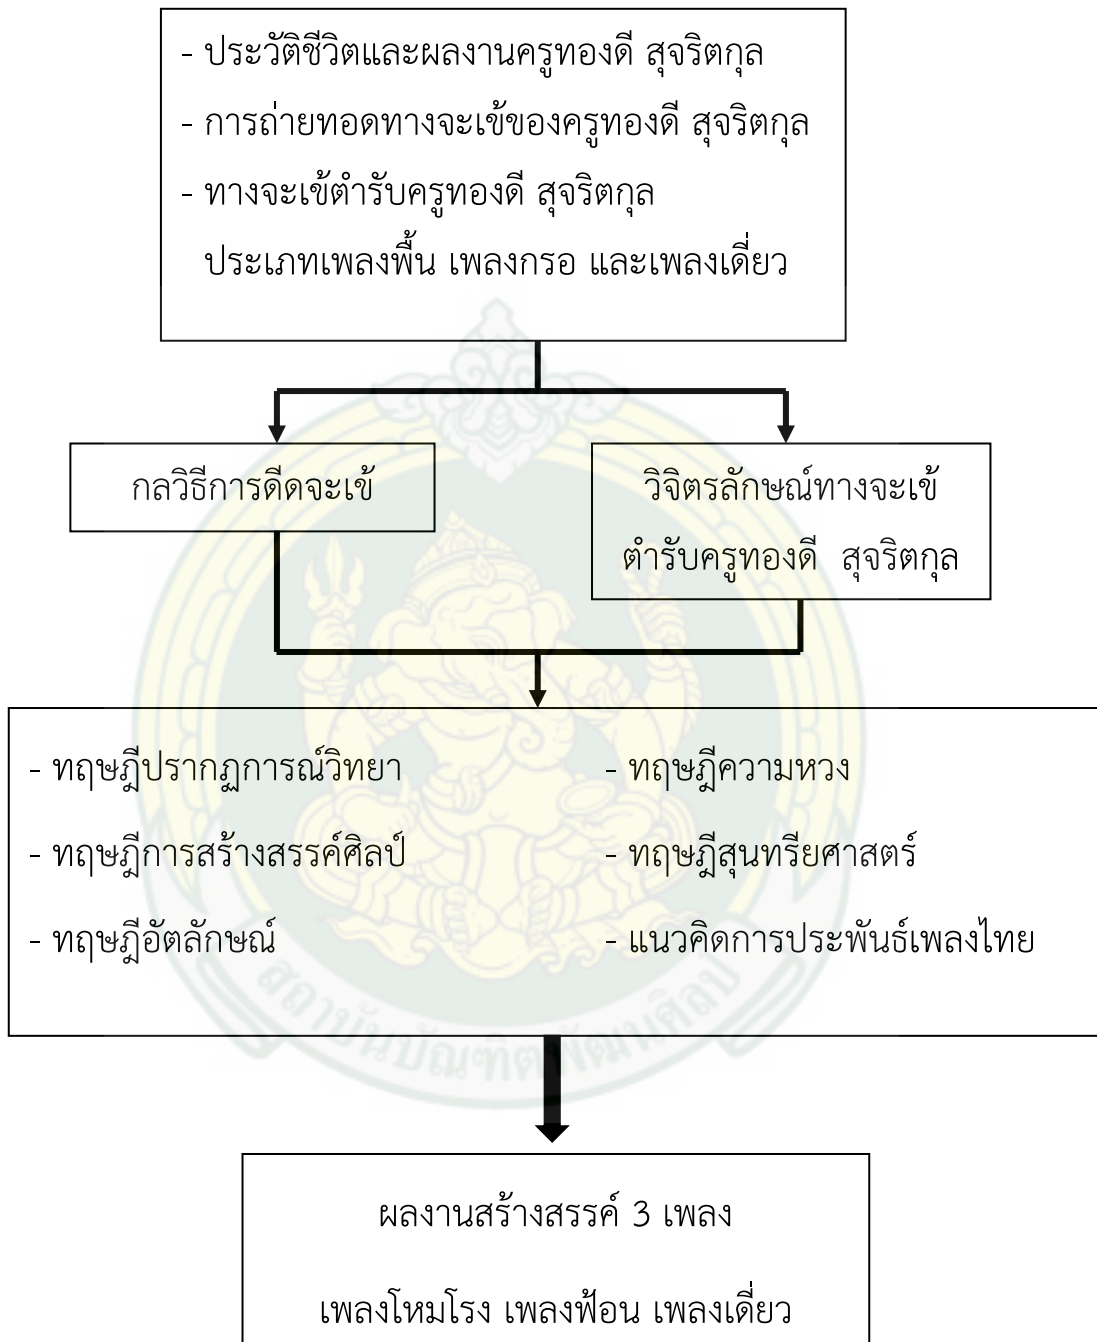 - ประวัติชีวิตและผลงานครูทองดี สุจริตกุล
- การถ่ายทอดทางจะเข้ของครูทองดี สุจริตกุล
- ทางจะเข้ตำรับครูทองดี สุจริตกุล
ประเภทเพลงพื้น เพลงกรอ และเพลงเดี่ยว
กลวิธีการดีดจะเข้
วิจิตรลักษณ์ทางจะเข้
ตำรับครูทองดี สุจริตกุล
- ทฤษฎีปรากฏการณ์วิทยา
- ทฤษฎีความหวง
- ทฤษฎีการสร้างสรรค์ศิลป์
- ทฤษฎีสุนทรียศาสตร์
- ทฤษฎีอัตลักษณ์
- แนวคิดการประพันธ์เพลงไทย
สถาบันบัณฑิตพัฒนศิลป์
ผลงานสร้างสรรค์ 3 เพลง
เพลงโหมโรง เพลงฟ้อน เพลงเดี่ยว